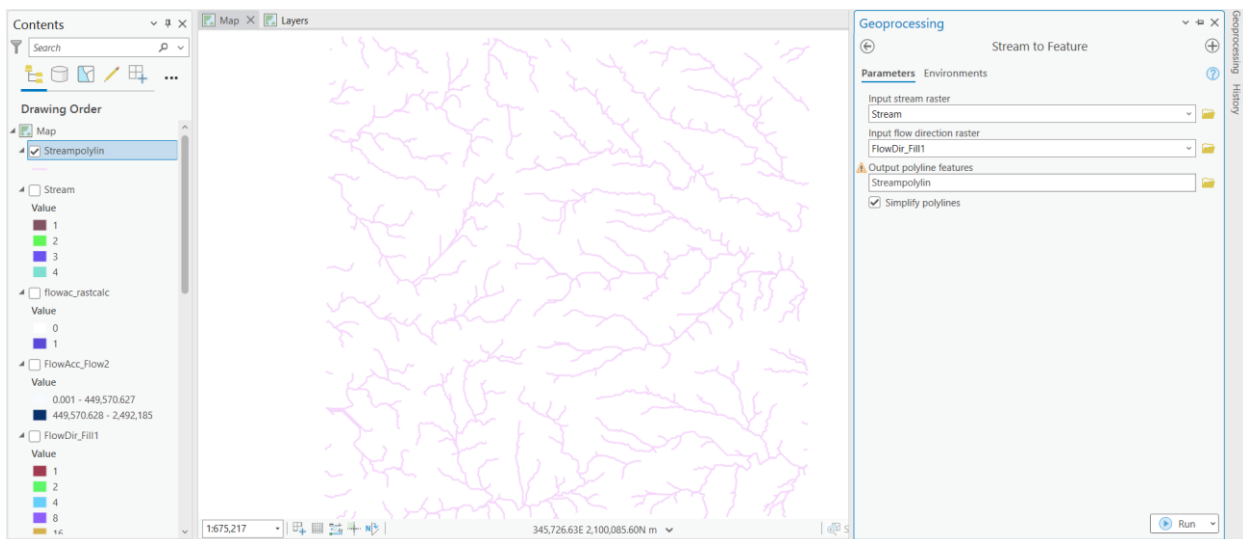 Contents
Search
Drawing Order
Map
Streampolylin
Stream
Value
1
2
3
4
flowac_rastcalc
Value
0
1
FlowAcc_Flow2
Value
0.001 - 449,570.627
449,570.628 - 2,492,185
FlowDir_Fill1
Value
1
2
4
8
16
Map Layers
1:675,217
345,726.63E 2,100,085.60N m
Geoprocessing
Stream to Feature
Parameters Environments
Input stream raster
Stream
Input flow direction raster
FlowDir_Fill1
Output polyline features
Streampolylin
Simplify polylines
Run
Geoprocessing
History